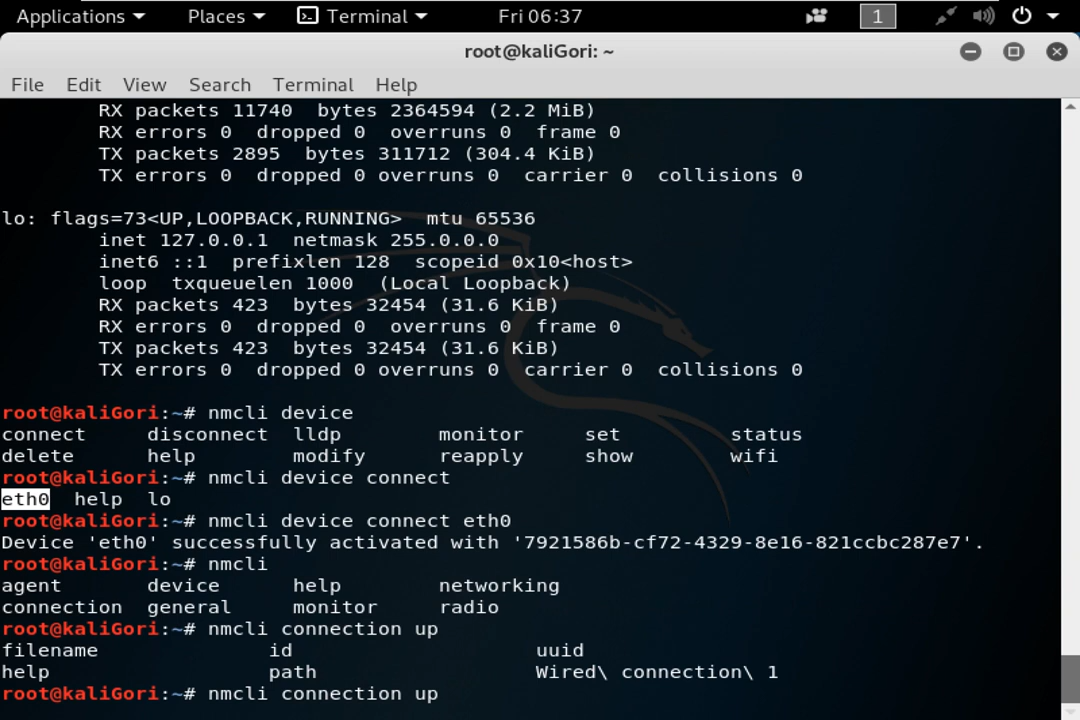 Applications Places Terminal Fri 06:37 1
root@kaliGori: ~
File Edit View Search Terminal Help
RX packets 11740 bytes 2364594 (2.2 MiB)
RX errors 0 dropped 0 overruns 0 frame 0
TX packets 2895 bytes 311712 (304.4 KiB)
TX errors 0 dropped 0 overruns 0 carrier 0 collisions 0
lo: flags=73<UP,LOOPBACK,RUNNING> mtu 65536
inet 127.0.0.1 netmask 255.0.0.0
inet6 ::1 prefixlen 128 scopeid 0x10<host>
loop txqueuelen 1000 (Local Loopback)
RX packets 423 bytes 32454 (31.6 KiB)
RX errors 0 dropped 0 overruns 0 frame 0
TX packets 423 bytes 32454 (31.6 KiB)
TX errors 0 dropped 0 overruns 0 carrier 0 collisions 0
root@kaliGori:~# nmcli device
connect disconnect lldp monitor set status
delete help modify reapply show wifi
root@kaliGori:~# nmcli device connect
eth0 help lo
root@kaliGori:~# nmcli device connect eth0
Device 'eth0' successfully activated with '7921586b-cf72-4329-8e16-821ccbc287e7'.
root@kaliGori:~# nmcli
agent device help networking
connection general monitor radio
root@kaliGori:~# nmcli connection up
filename id uuid
help path Wired\ connection\ 1
root@kaliGori:~# nmcli connection up